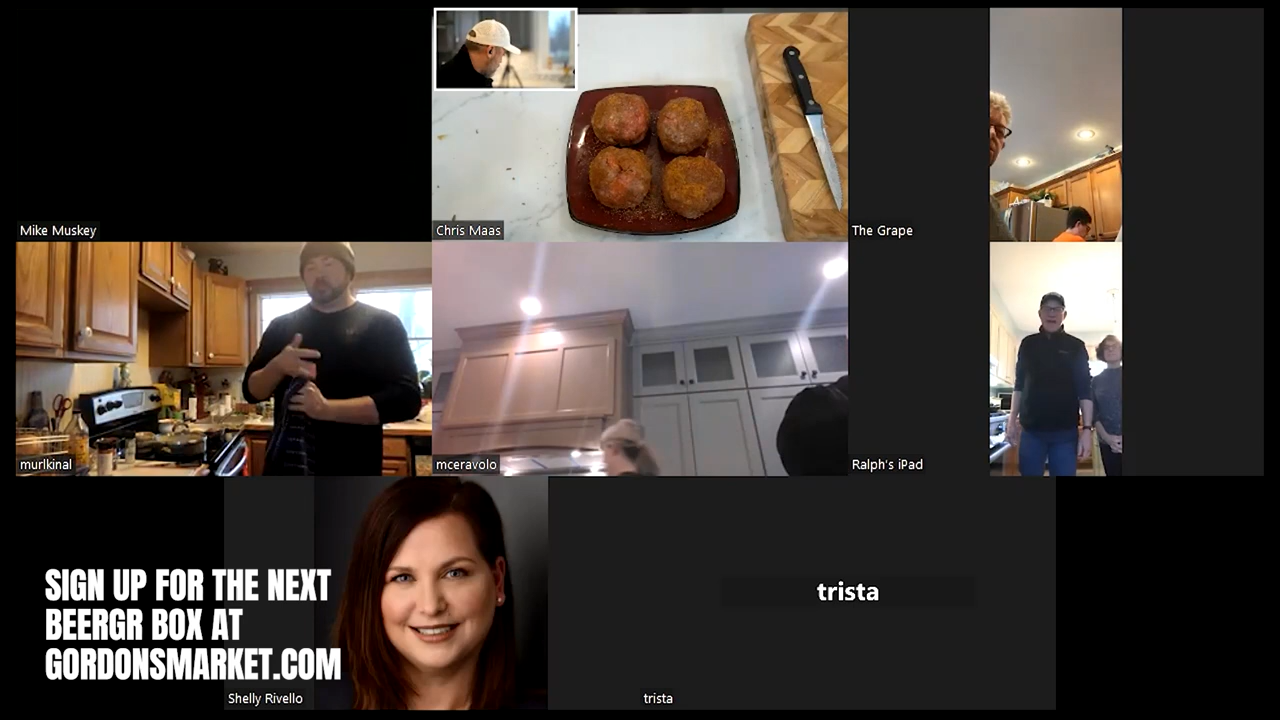 Mike Muskey
Chris Maas
The Grape
murlkinal
mceravolo
Ralph's iPad
SIGN UP FOR THE NEXT
BEERGR BOX AT
GORDONSMARKET.COM
trista
Shelly Rivello
trista